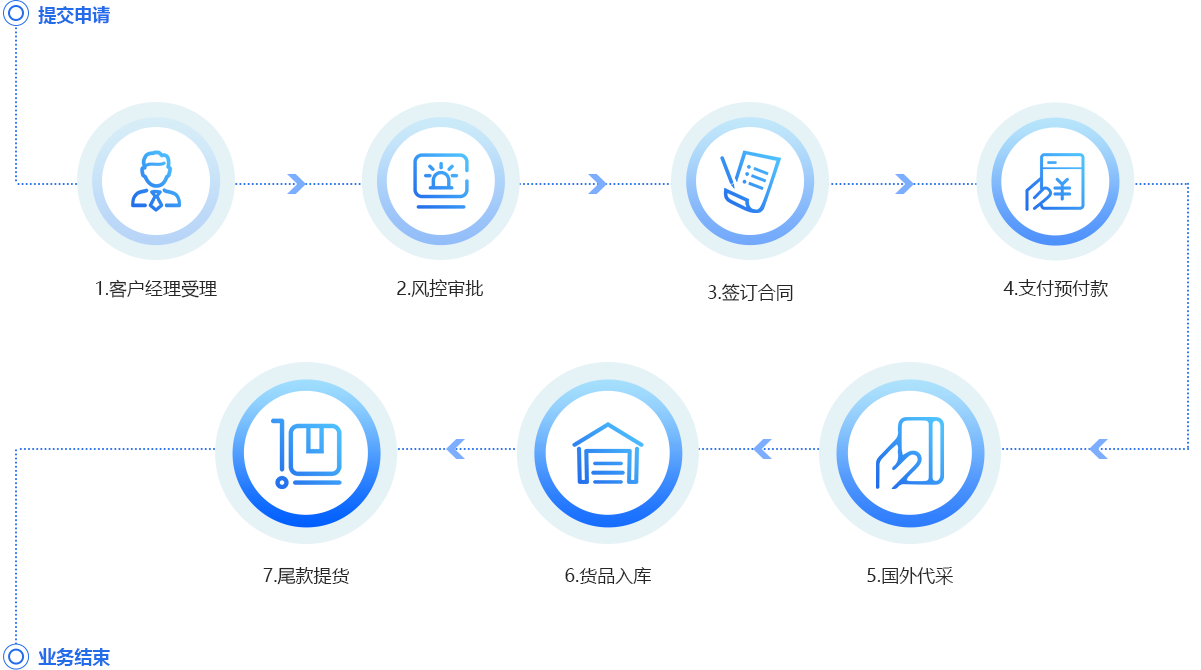 提交申请
1.客户经理受理
2.风控审批
3.签订合同
4.支付预付款
5.国外代采
6.货品入库
7.尾款提货
业务结束